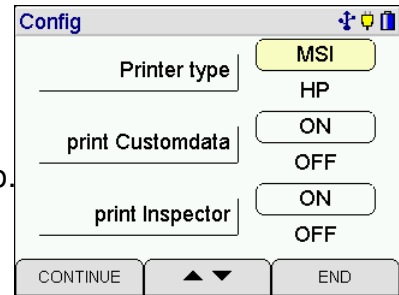 Config
Printer type
MSI
HP
print Customdata
ON
OFF
print Inspector
ON
OFF
CONTINUE ▲ ▼ END